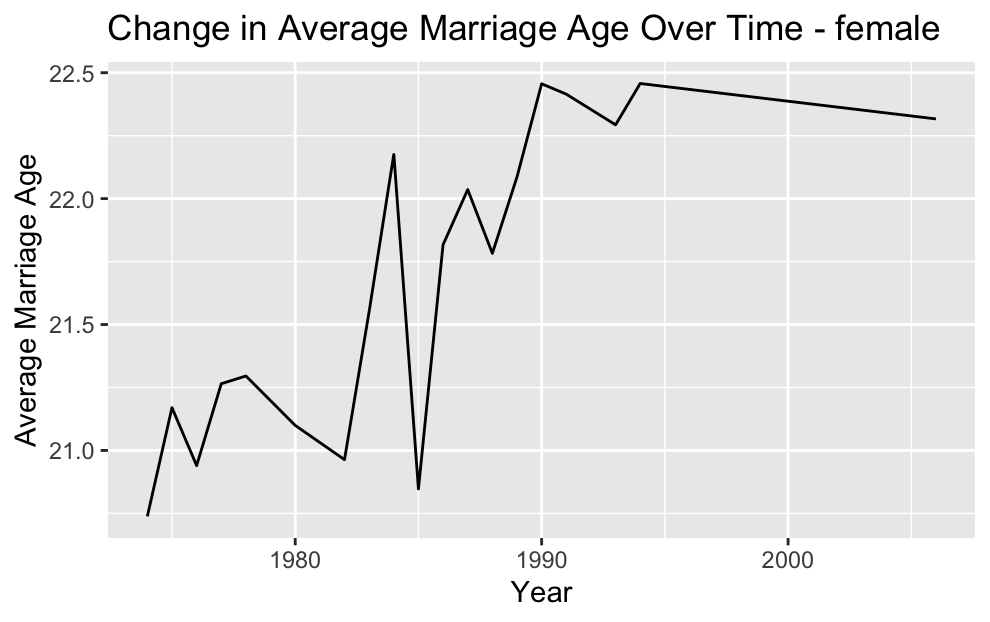 Change in Average Marriage Age Over Time - female
Average Marriage Age
22.5
22.0
21.5
21.0
1980 1990 2000
Year